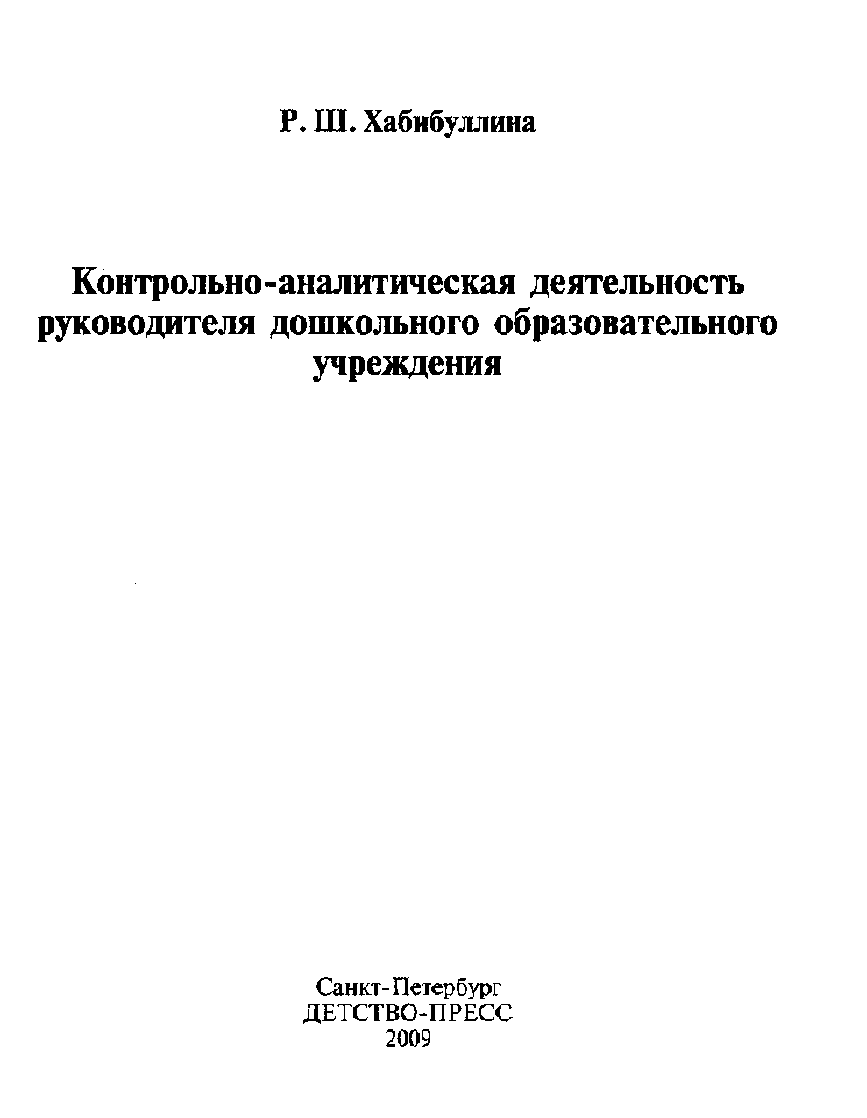 Р. Ш. Хабибуллина
Контрольно-аналитическая деятельность
руководителя дошкольного образовательного
учреждения
Санкт-Петербург
ДЕТСТВО-ПРЕСС
2009